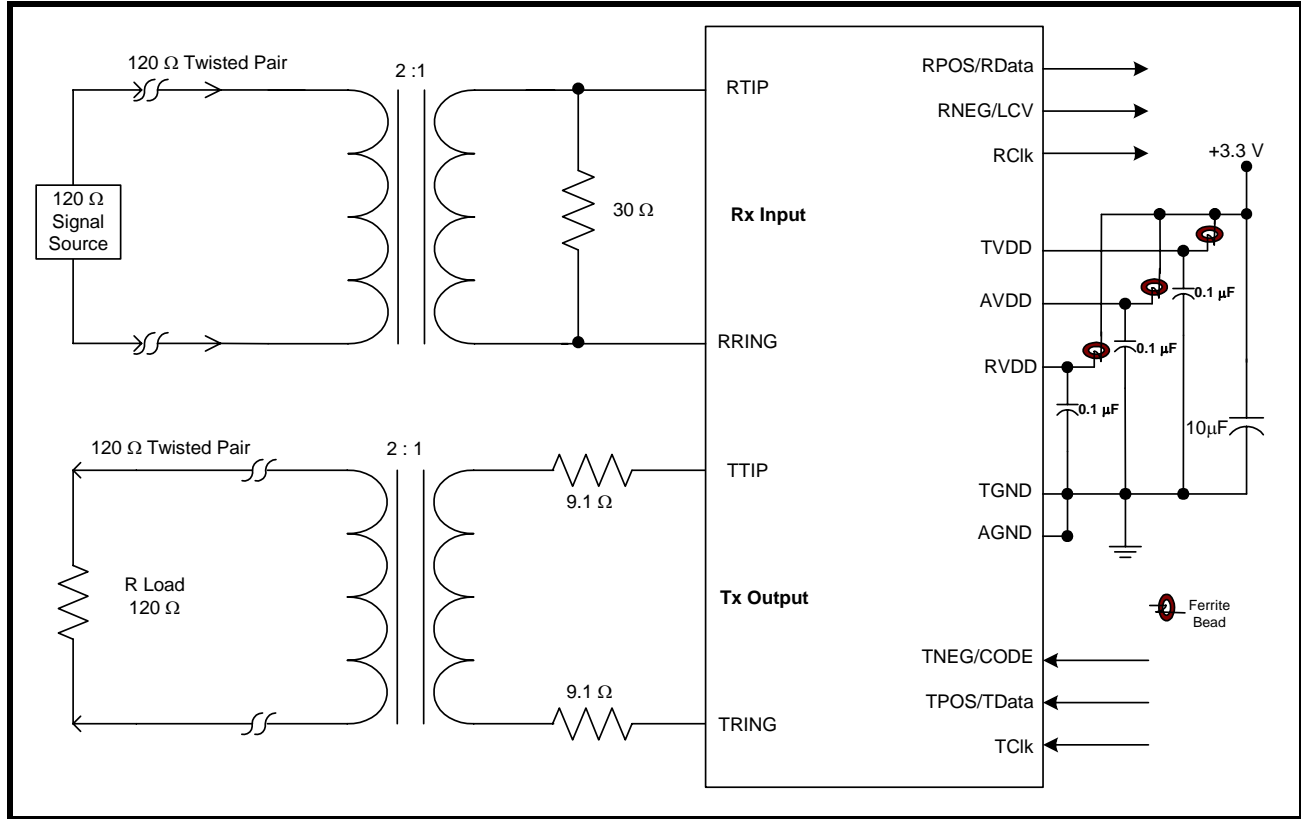 120 Ω Twisted Pair
2 :1
120 Ω
Signal
Source
30 Ω
RTIP
Rx Input
RRING
120 Ω Twisted Pair
2 : 1
R Load
120 Ω
9.1 Ω
9.1 Ω
TTIP
Tx Output
TRING
RPOS/RData
RNEG/LCV
RClk
+3.3 V
TVDD
AVDD
RVDD
0.1 µF
0.1 µF
0.1 µF
10µF
TGND
AGND
Ferrite
Bead
TNEG/CODE
TPOS/TData
TClk